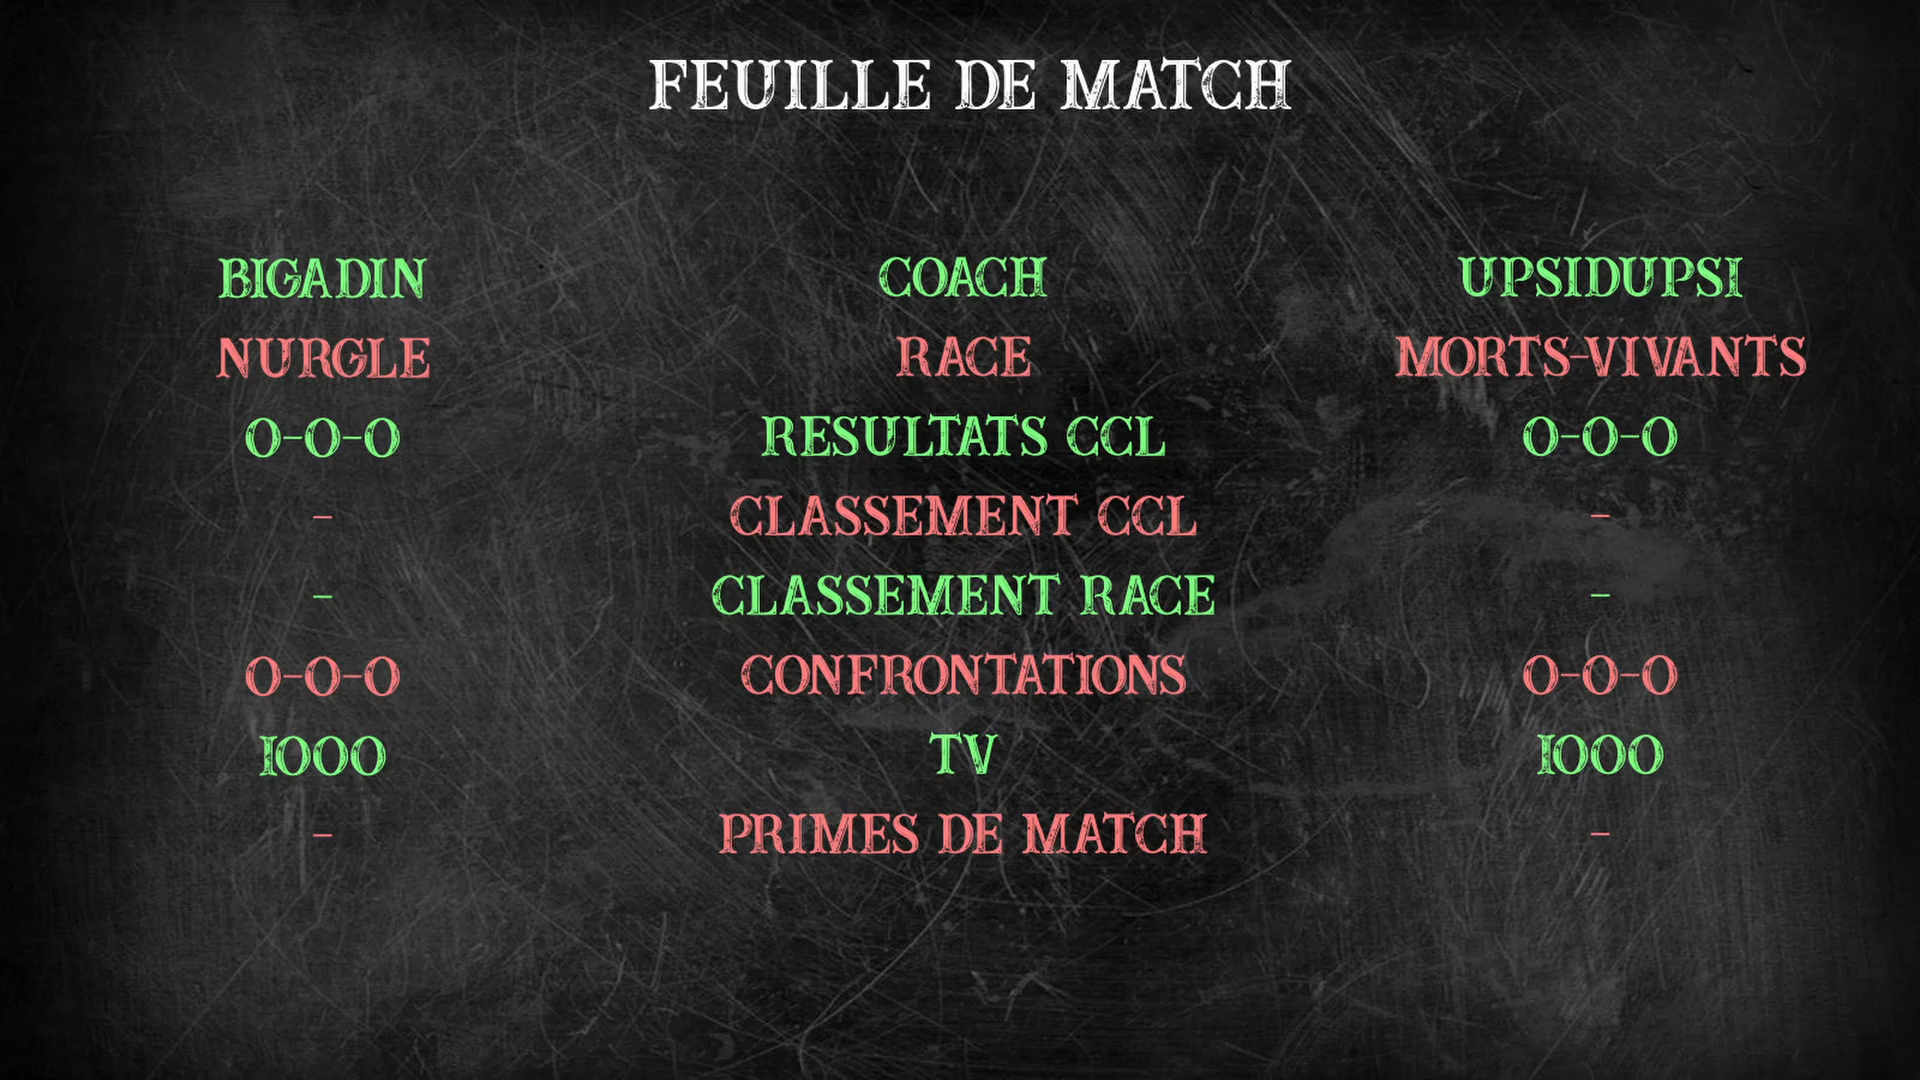 FEUILLE DE MATCH
BIGADIN COACH UPSIDUPSI
NURGLE RACE MORTS-VIVANTS
0-0-0 RESULTATS CCL 0-0-0
- CLASSEMENT CCL -
- CLASSEMENT RACE -
0-0-0 CONFRONTATIONS 0-0-0
1000 TV 1000
- PRIMES DE MATCH -